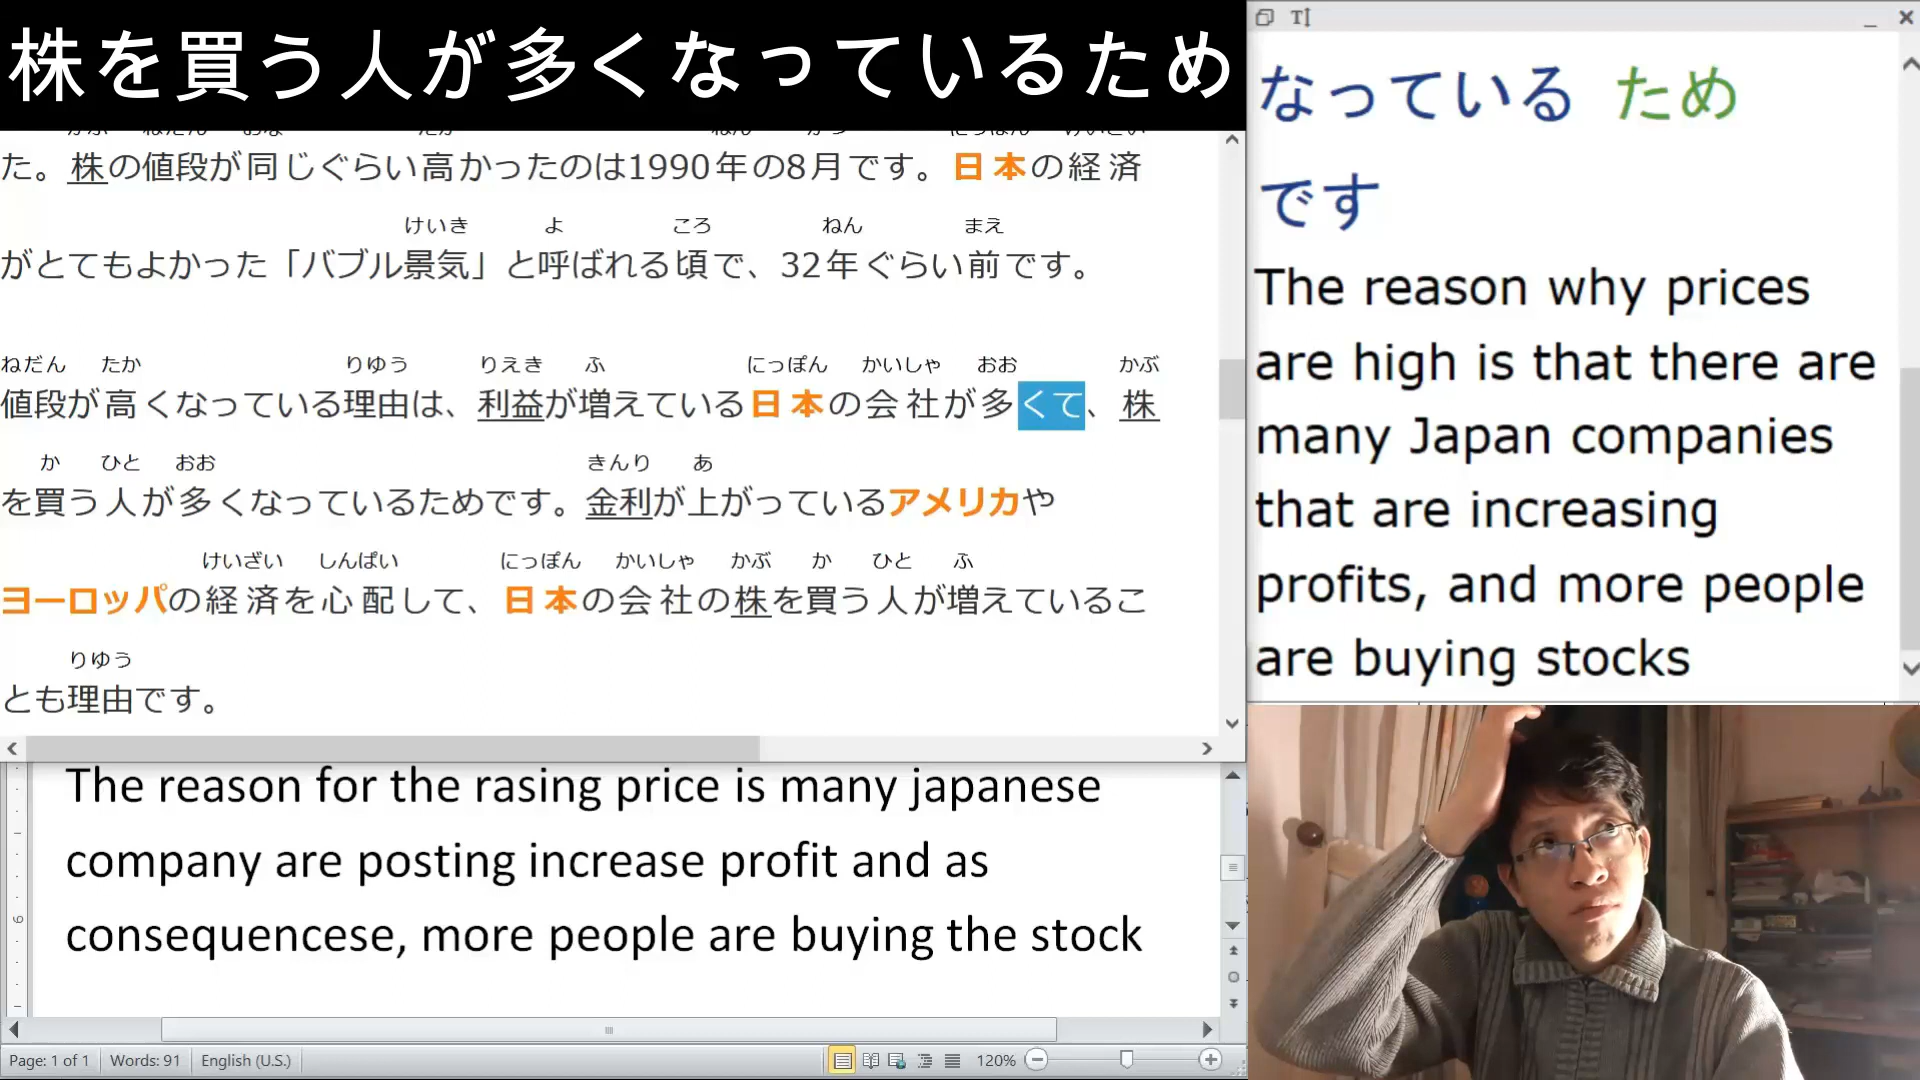 株を買う人が多くなっているため
た。株の値段が同じぐらい高かったのは1990年の8月です。日本の経済
けいき よ ころ ねん まえ
がとてもよかった「バブル景気」と呼ばれる頃で、32年ぐらい前です。
ねだん たか りゆう りえき ふ にっぽん かいしゃ おお かぶ
値段が高くなっている理由は、利益が増えている日本の会社が多くて、株
か ひと おお きんり あ
を買う人が多くなっているためです。金利が上がっているアメリカや
けいざい しんぱい にっぽん かいしゃ かぶ か ひと ふ
ヨーロッパの経済を心配して、日本の会社の株を買う人が増えているこ
りゆう
とも理由です。
The reason for the rasing price is many japanese
company are posting increase profit and as
consequencese, more people are buying the stock
Page: 1 of 1 Words: 91 English (U.S.) 120%
なっている ため
です
The reason why prices
are high is that there are
many Japan companies
that are increasing
profits, and more people
are buying stocks